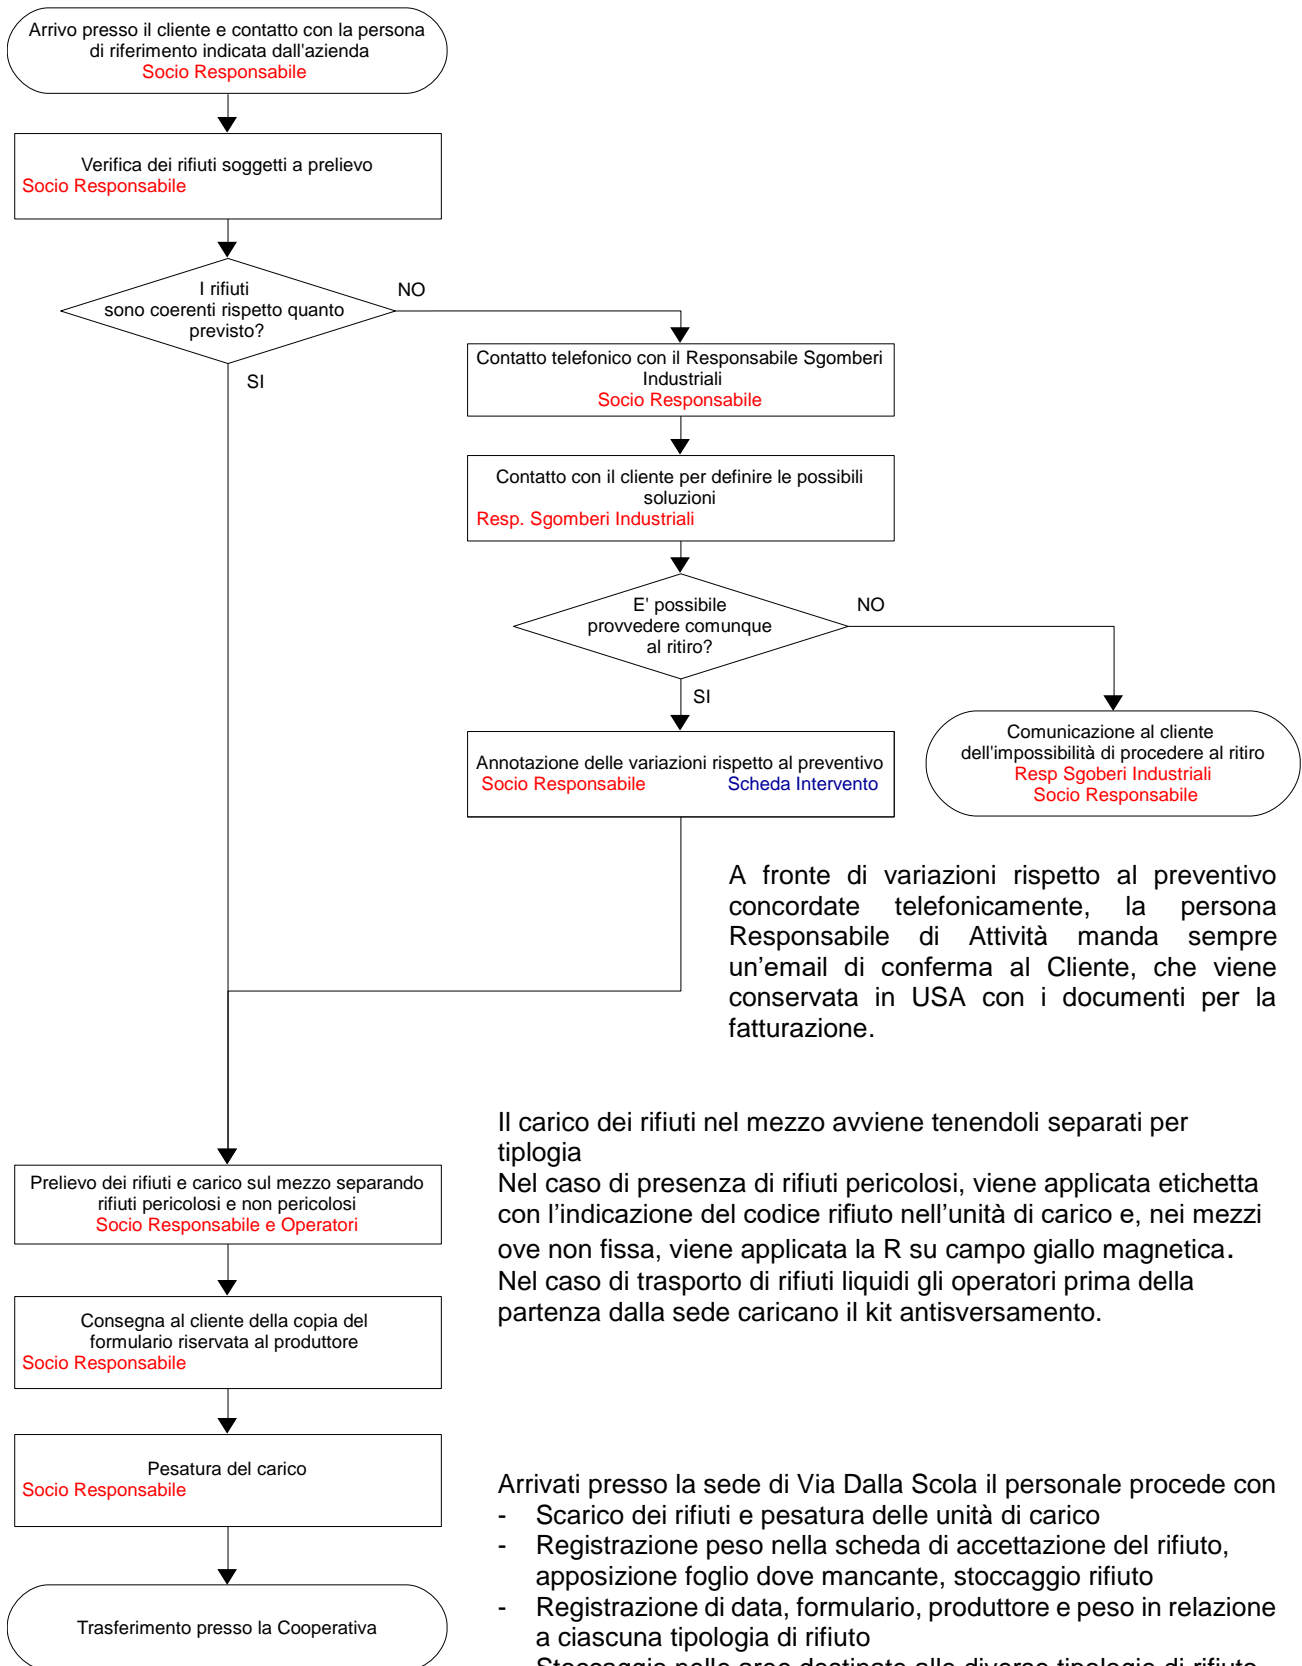 Arrivo presso il cliente e contatto con la persona
di riferimento indicata dall'azienda
Socio Responsabile
Verifica dei rifiuti soggetti a prelievo
Socio Responsabile
I rifiuti
sono coerenti rispetto quanto
previsto?
NO
SI
Contatto telefonico con il Responsabile Sgomberi
Industriali
Socio Responsabile
Contatto con il cliente per definire le possibili
soluzioni
Resp. Sgomberi Industriali
E' possibile
provvedere comunque
al ritiro?
NO
SI
Annotazione delle variazioni rispetto al preventivo
Socio Responsabile Scheda Intervento
Comunicazione al cliente
dell'impossibilità di procedere al ritiro
Resp Sgoberi Industriali
Socio Responsabile
A fronte di variazioni rispetto al preventivo
concordate telefonicamente, la persona
Responsabile di Attività manda sempre
un’email di conferma al Cliente, che viene
conservata in USA con i documenti per la
fatturazione.
Prelievo dei rifiuti e carico sul mezzo separando
rifiuti pericolosi e non pericolosi
Socio Responsabile e Operatori
Il carico dei rifiuti nel mezzo avviene tenendoli separati per
tiplogia
Nel caso di presenza di rifiuti pericolosi, viene applicata etichetta
con l’indicazione del codice rifiuto nell’unità di carico e, nei mezzi
ove non fissa, viene applicata la R su campo giallo magnetica.
Nel caso di trasporto di rifiuti liquidi gli operatori prima della
partenza dalla sede caricano il kit antisversamento.
Consegna al cliente della copia del
formulario riservata al produttore
Socio Responsabile
Pesatura del carico
Socio Responsabile
Trasferimento presso la Cooperativa
Arrivati presso la sede di Via Dalla Scola il personale procede con
- Scarico dei rifiuti e pesatura delle unità di carico
- Registrazione peso nella scheda di accettazione del rifiuto,
apposizione foglio dove mancante, stoccaggio rifiuto
- Registrazione di data, formulario, produttore e peso in relazione
a ciascuna tipologia di rifiuto
Stoccaggio nelle aree destinate alle diverse tipologie di rifiuto